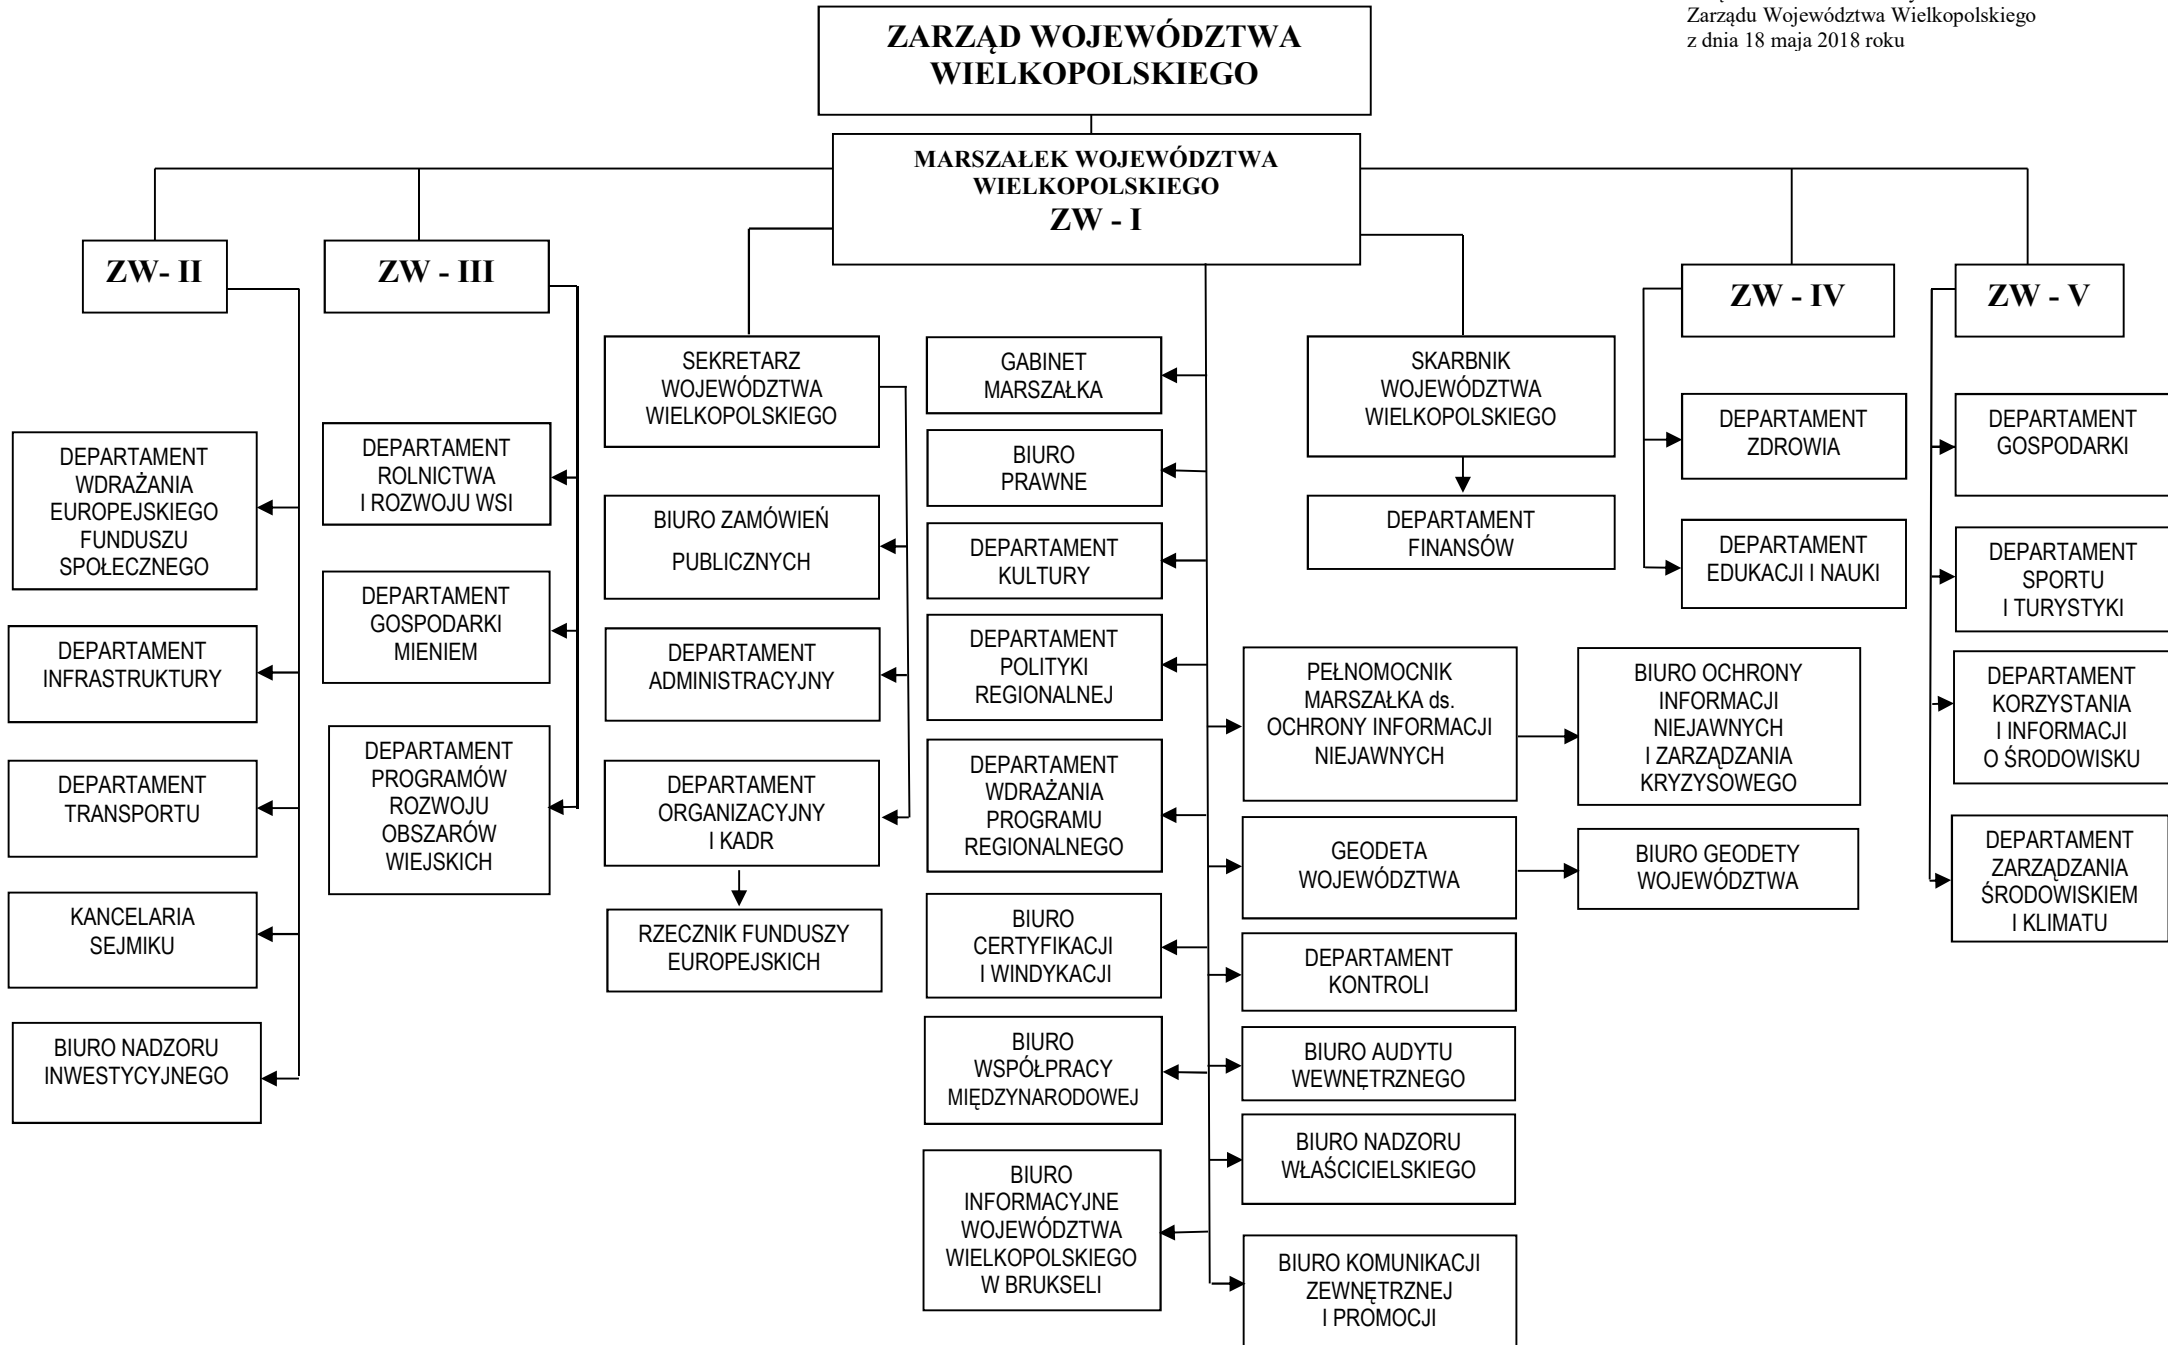 Zarządu Województwa Wielkopolskiego
z dnia 18 maja 2018 roku
ZARZĄD WOJEWÓDZTWA
WIELKOPOLSKIEGO
MARSZAŁEK WOJEWÓDZTWA
WIELKOPOLSKIEGO
ZW - I
ZW- II
ZW - III
ZW - IV
ZW - V
DEPARTAMENT
WDRAŻANIA
EUROPEJSKIEGO
FUNDUSZU
SPOŁECZNEGO
DEPARTAMENT
INFRASTRUKTURY
DEPARTAMENT
TRANSPORTU
KANCELARIA
SEJMIKU
BIURO NADZORU
INWESTYCYJNEGO
DEPARTAMENT
ROLNICTWA
I ROZWOJU WSI
DEPARTAMENT
GOSPODARKI
MIENIEM
DEPARTAMENT
PROGRAMÓW
ROZWOJU
OBSZARÓW
WIEJSKICH
SEKRETARZ
WOJEWÓDZTWA
WIELKOPOLSKIEGO
BIURO ZAMÓWIEŃ
PUBLICZNYCH
DEPARTAMENT
ADMINISTRACYJNY
DEPARTAMENT
ORGANIZACYJNY
I KADR
RZECZNIK FUNDUSZY
EUROPEJSKICH
GABINET
MARSZAŁKA
BIURO
PRAWNE
DEPARTAMENT
KULTURY
DEPARTAMENT
POLITYKI
REGIONALNEJ
DEPARTAMENT
WDRAŻANIA
PROGRAMU
REGIONALNEGO
BIURO
CERTYFIKACJI
I WINDYKACJI
BIURO
WSPÓŁPRACY
MIĘDZYNARODOWEJ
BIURO
INFORMACYJNE
WOJEWÓDZTWA
WIELKOPOLSKIEGO
W BRUKSELI
SKARBNIK
WOJEWÓDZTWA
WIELKOPOLSKIEGO
DEPARTAMENT
FINANSÓW
PEŁNOMOCNIK
MARSZAŁKA ds.
OCHRONY INFORMACJI
NIEJAWNYCH
BIURO OCHRONY
INFORMACJI
NIEJAWNYCH
I ZARZĄDZANIA
KRYZYSOWEGO
GEODETA
WOJEWÓDZTWA
BIURO GEODETY
WOJEWÓDZTWA
DEPARTAMENT
KONTROLI
BIURO AUDYTU
WEWNĘTRZNEGO
BIURO NADZORU
WŁAŚCICIELSKIEGO
BIURO KOMUNIKACJI
ZEWNĘTRZNEJ
I PROMOCJI
DEPARTAMENT
ZDROWIA
DEPARTAMENT
EDUKACJI I NAUKI
DEPARTAMENT
GOSPODARKI
DEPARTAMENT
SPORTU
I TURYSTYKI
DEPARTAMENT
KORZYSTANIA
I INFORMACJI
O ŚRODOWISKU
DEPARTAMENT
ZARZĄDZANIA
ŚRODOWISKIEM
I KLIMATU